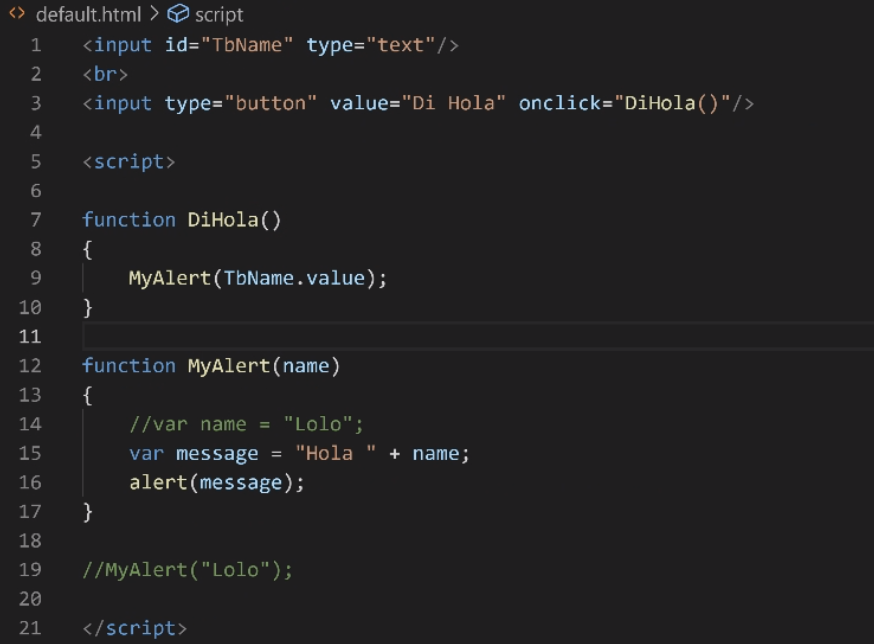 default.html > script
1 <input id="TbName" type="text"/>
2 <br>
3 <input type="button" value="Di Hola" onclick="DiHola()"/>
4
5 <script>
6
7 function DiHola()
8 {
9     MyAlert(TbName.value);
10 }
11
12 function MyAlert(name)
13 {
14     //var name = "Lolo";
15     var message = "Hola " + name;
16     alert(message);
17 }
18
19 //MyAlert("Lolo");
20
21 </script>